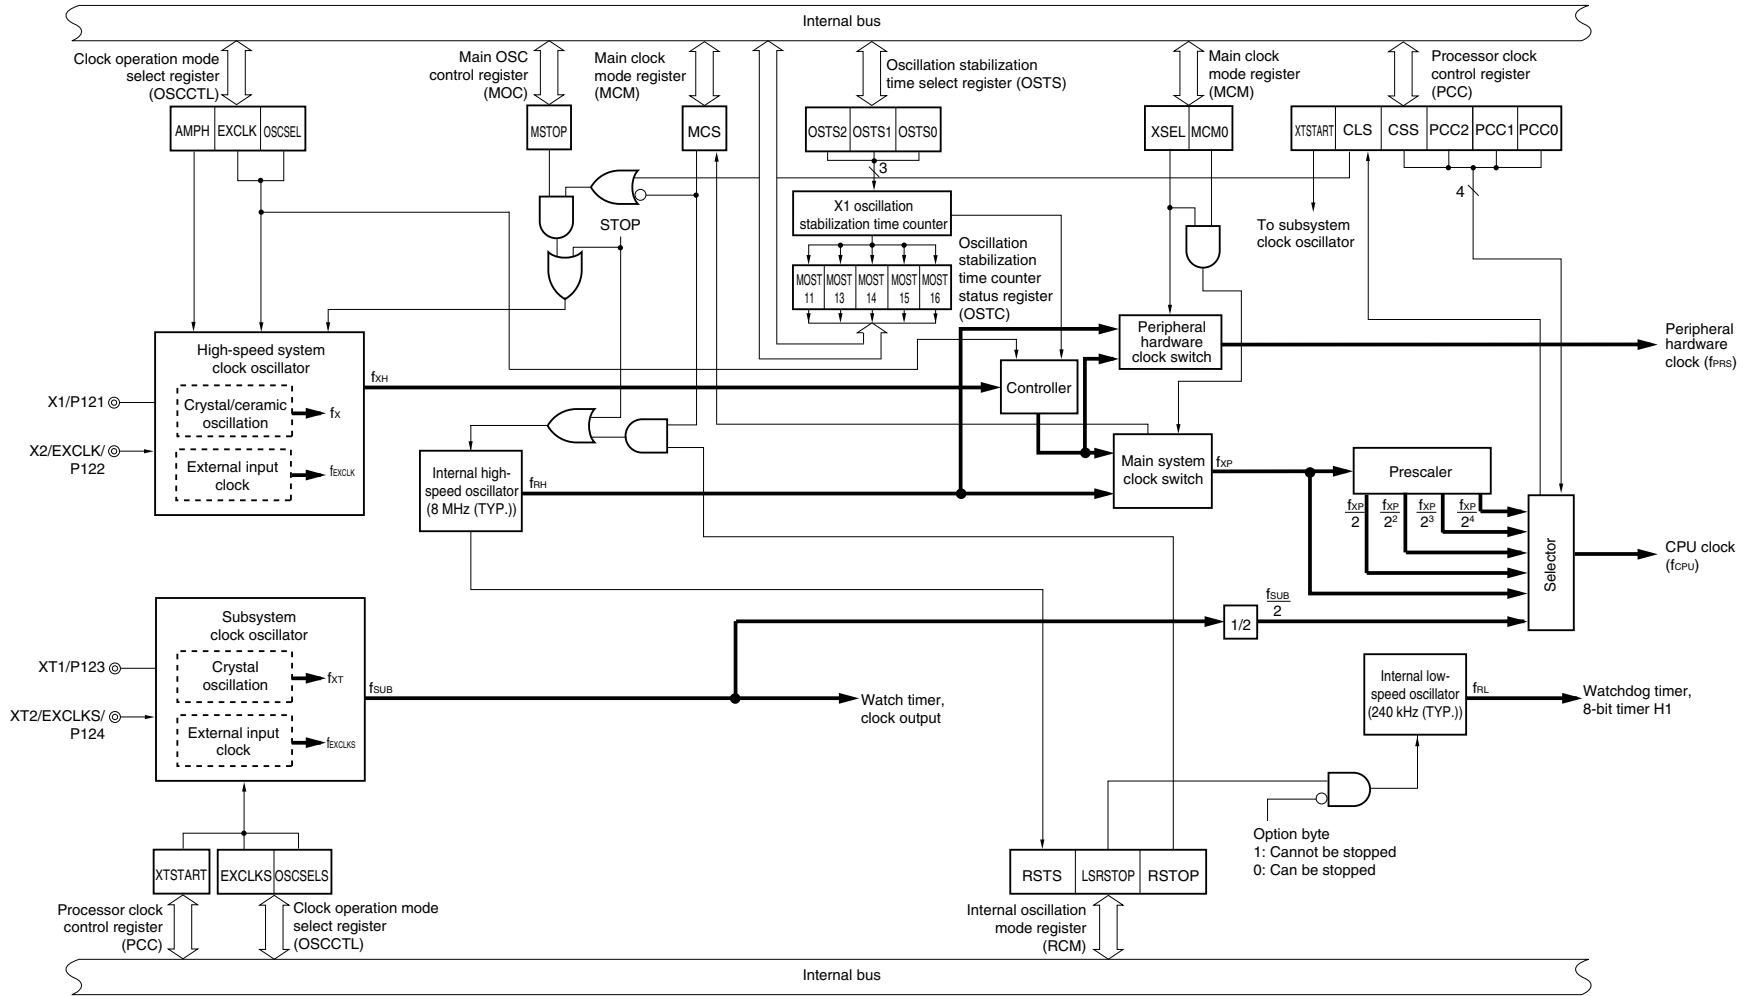 Internal bus
Clock operation mode
select register
(OSCCTL)
Main OSC
control register
(MOC)
Main clock
mode register
(MCM)
Oscillation stabilization
time select register (OSTS)
Main clock
mode register
(MCM)
Processor clock
control register
(PCC)
AMPH EXCLK OSCSEL
MSTOP
MCS
OSTS2 OSTS1 OSTS0
XSEL MCM0
XTSTART CLS CSS PCC2 PCC1 PCC0
3
4
STOP
X1 oscillation
stabilization time counter
To subsystem
clock oscillator
Oscillation
stabilization
time counter
status register
(OSTC)
MOST MOST MOST MOST MOST
11 13 14 15 16
High-speed system
clock oscillator
Crystal/ceramic
oscillation
fX
External input
clock
fEXCLK
X1/P121
X2/EXCLK/
P122
fXH
Controller
Peripheral
hardware
clock switch
Peripheral
hardware
clock (fPRS)
Internal high-
speed oscillator
(8 MHz (TYP.))
fRH
Main system
clock switch
fXP
Prescaler
fXP
2
fXP
2²
fXP
2³
fXP
2⁴
Selector
CPU clock
(fCPU)
Subsystem
clock oscillator
Crystal
oscillation
fXT
External input
clock
fEXCLKS
XT1/P123
XT2/EXCLKS/
P124
fSUB
Watch timer,
clock output
1/2
fSUB
2
Internal low-
speed oscillator
(240 kHz (TYP.))
fRL
Watchdog timer,
8-bit timer H1
Option byte
1: Cannot be stopped
0: Can be stopped
XTSTART
EXCLKS OSCSELS
RSTS LSRSTOP RSTOP
Processor clock
control register
(PCC)
Clock operation mode
select register
(OSCCTL)
Internal oscillation
mode register
(RCM)
Internal bus